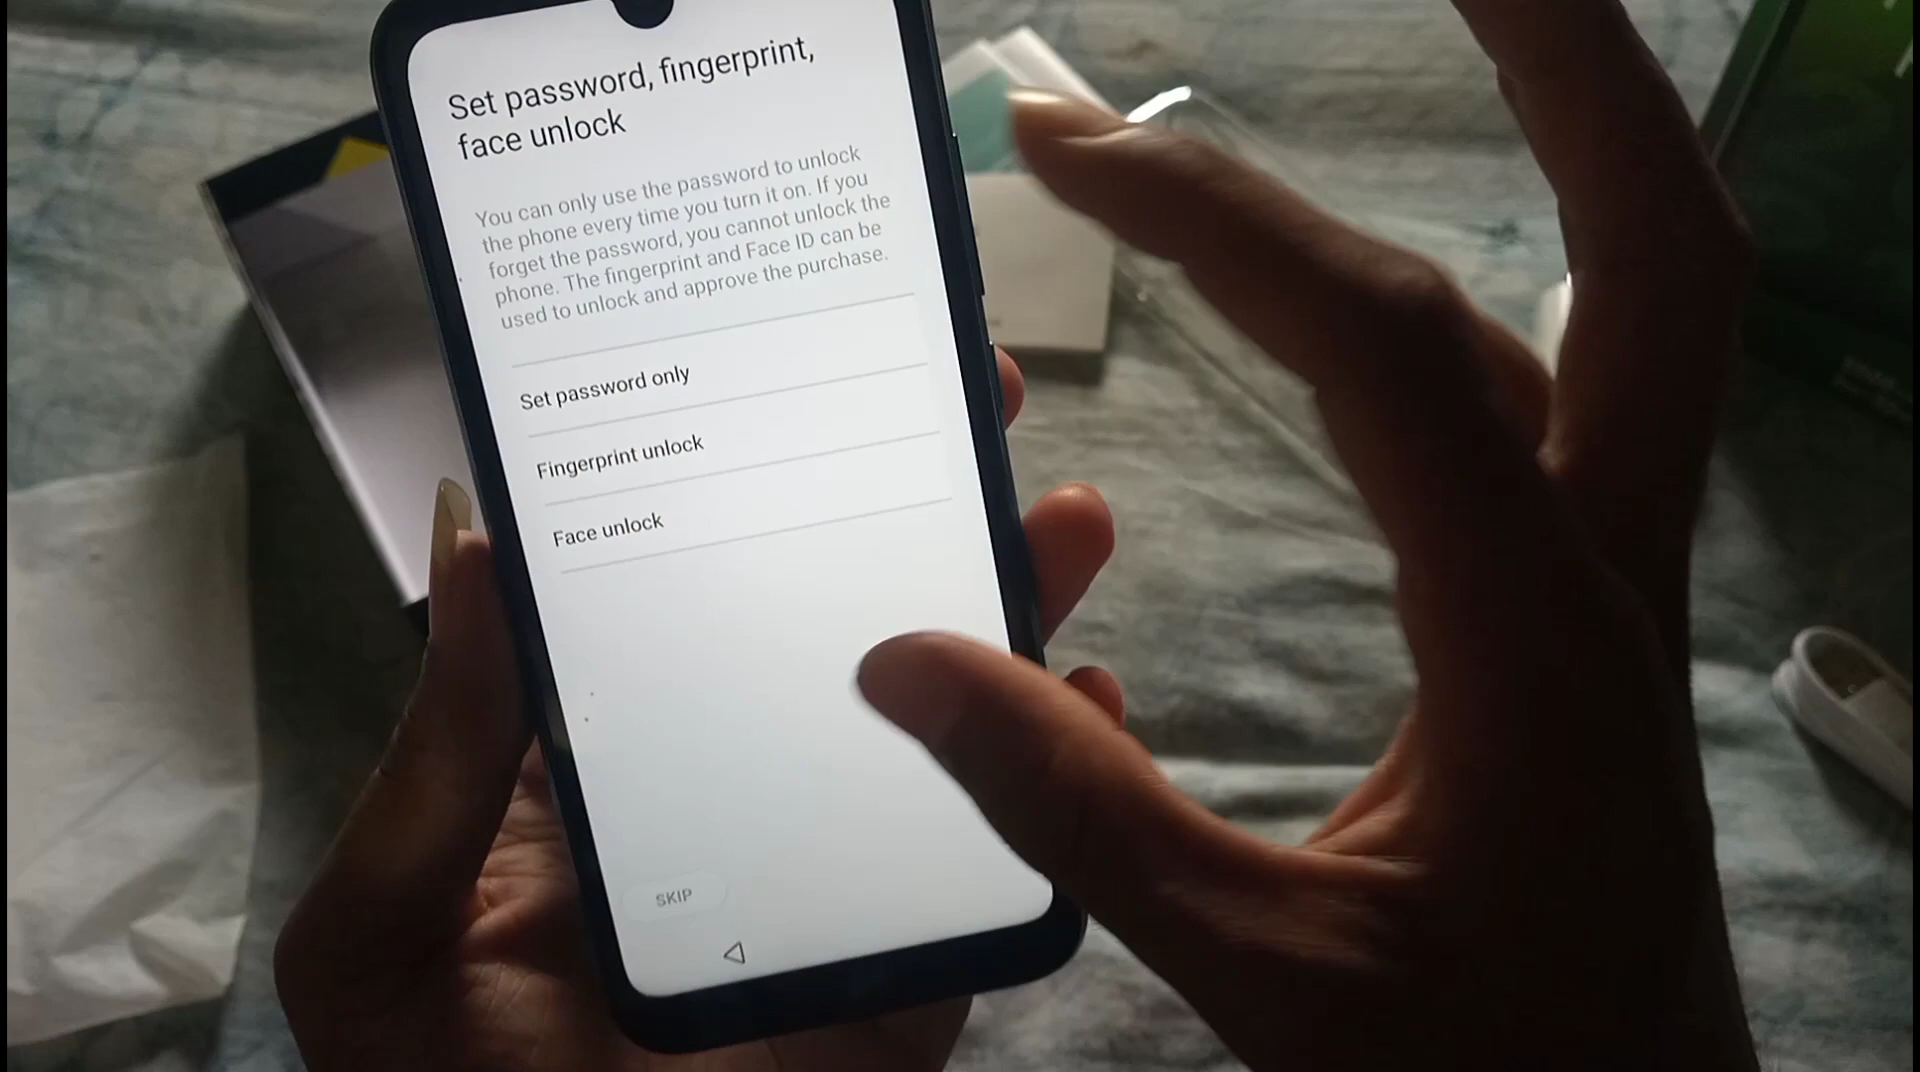 Set password, fingerprint,
face unlock
You can only use the password to unlock
the phone every time you turn it on. If you
forget the password, you cannot unlock the
phone. The fingerprint and Face ID can be
used to unlock and approve the purchase.
Set password only
Fingerprint unlock
Face unlock
SKIP